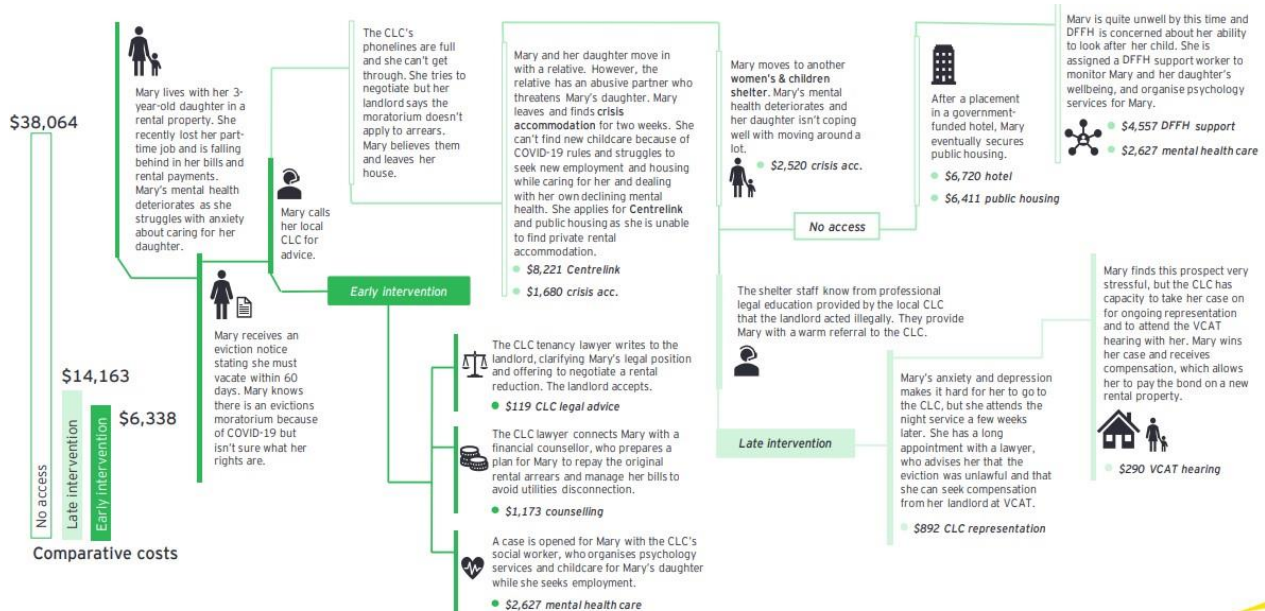 $38,064
$14,163
$6,338
No access
Late intervention
Early intervention
Comparative costs
Mary lives with her 3-
year-old daughter in a
rental property. She
recently lost her part-
time job and is falling
behind in her bills and
rental payments.
Mary's mental health
deteriorates as she
struggles with anxiety
about caring for her
daughter.
Mary receives an
eviction notice
stating she must
vacate within 60
days. Mary knows
there is an evictions
moratorium because
of COVID-19 but
isn't sure what her
rights are.
Mary calls
her local
CLC for
advice.
The CLC's
phonelines are full
and she can't get
through. She tries to
negotiate but her
landlord says the
moratorium doesn't
apply to arrears.
Mary believes them
and leaves her
house.
Early intervention
Mary and her daughter move in
with a relative. However, the
relative has an abusive partner who
threatens Mary's daughter. Mary
leaves and finds crisis
accommodation for two weeks. She
can't find new childcare because of
COVID-19 rules and struggles to
seek new employment and housing
while caring for her and dealing
with her own declining mental
health. She applies for Centrelink
and public housing as she is unable
to find private rental
accommodation.
$8,221 Centrelink
$1,680 crisis acc.
The CLC tenancy lawyer writes to the
landlord, clarifying Mary's legal position
and offering to negotiate a rental
reduction. The landlord accepts.
$119 CLC legal advice
The CLC lawyer connects Mary with a
financial counsellor, who prepares a
plan for Mary to repay the original
rental arrears and manage her bills to
avoid utilities disconnection.
$1,173 counselling
A case is opened for Mary with the CLC's
social worker, who organises psychology
services and childcare for Mary's daughter
while she seeks employment.
$2,627 mental health care
Mary moves to another
women's & children
shelter. Mary's mental
health deteriorates and
her daughter isn't coping
well with moving around a
lot.
$2,520 crisis acc.
No access
After a placement
in a government-
funded hotel, Mary
eventually secures
public housing.
$6,720 hotel
$6,411 public housing
Mary is quite unwell by this time and
DFFH is concerned about her ability
to look after her child. She is
assigned a DFFH support worker to
monitor Mary and her daughter's
wellbeing, and organise psychology
services for Mary.
$4,557 DFFH support
$2,627 mental health care
The shelter staff know from professional
legal education provided by the local CLC
that the landlord acted illegally. They provide
Mary with a warm referral to the CLC.
Late intervention
Mary's anxiety and depression
makes it hard for her to go to
the CLC, but she attends the
night service a few weeks
later. She has a long
appointment with a lawyer,
who advises her that the
eviction was unlawful and that
she can seek compensation
from her landlord at VCAT.
$892 CLC representation
Mary finds this prospect very
stressful, but the CLC has
capacity to take her case on
for ongoing representation
and to attend the VCAT
hearing with her. Mary wins
her case and receives
compensation, which allows
her to pay the bond on a new
rental property.
$290 VCAT hearing